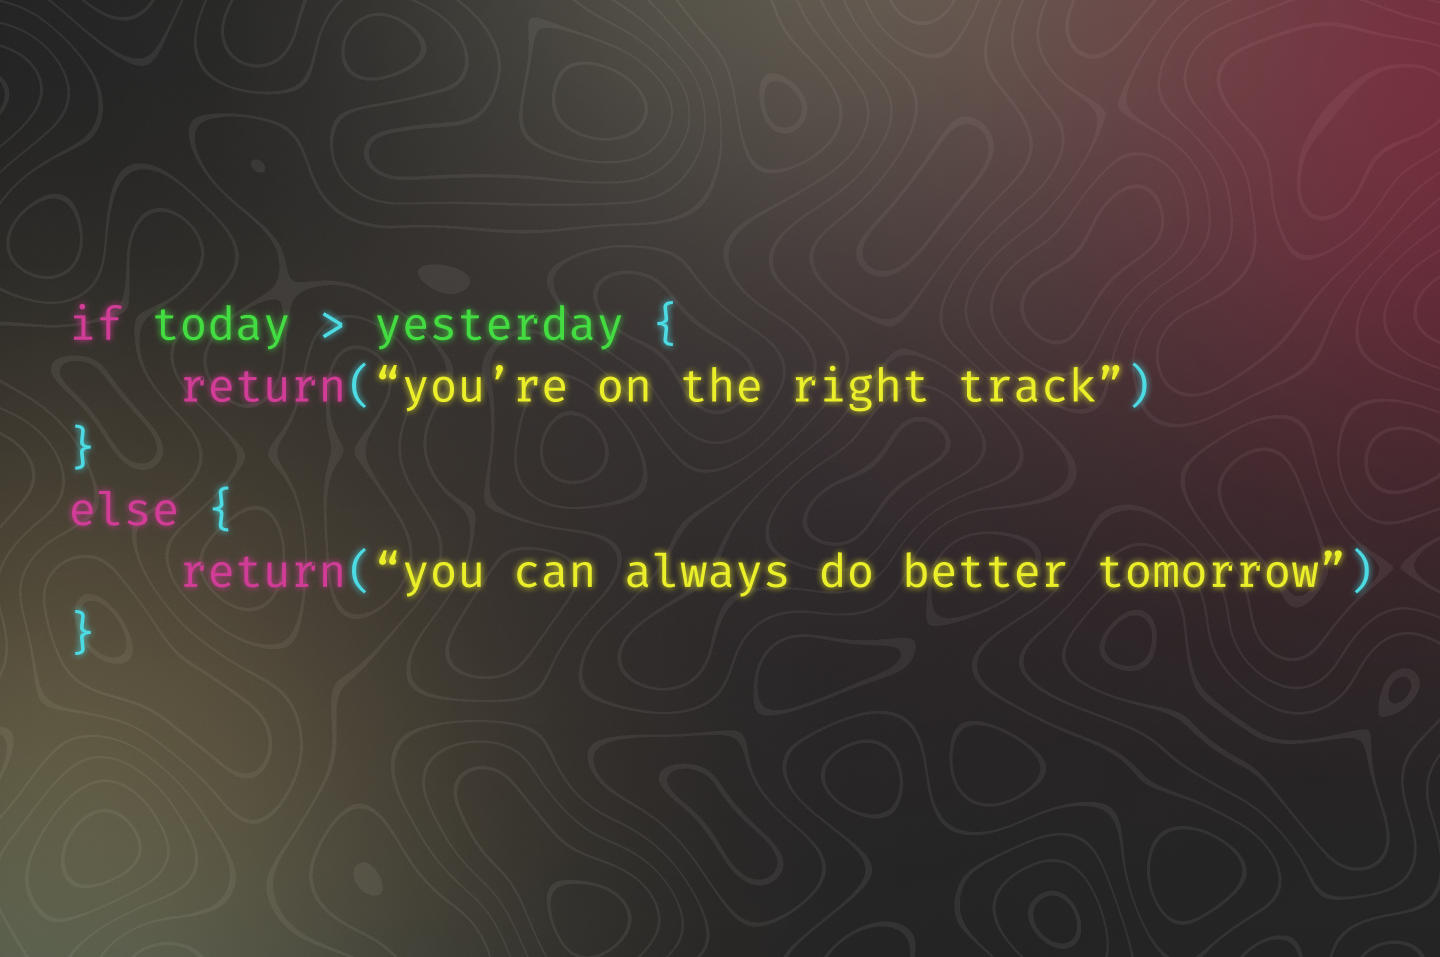 if today > yesterday {
    return(“you’re on the right track”)
}
else {
    return(“you can always do better tomorrow”)
}